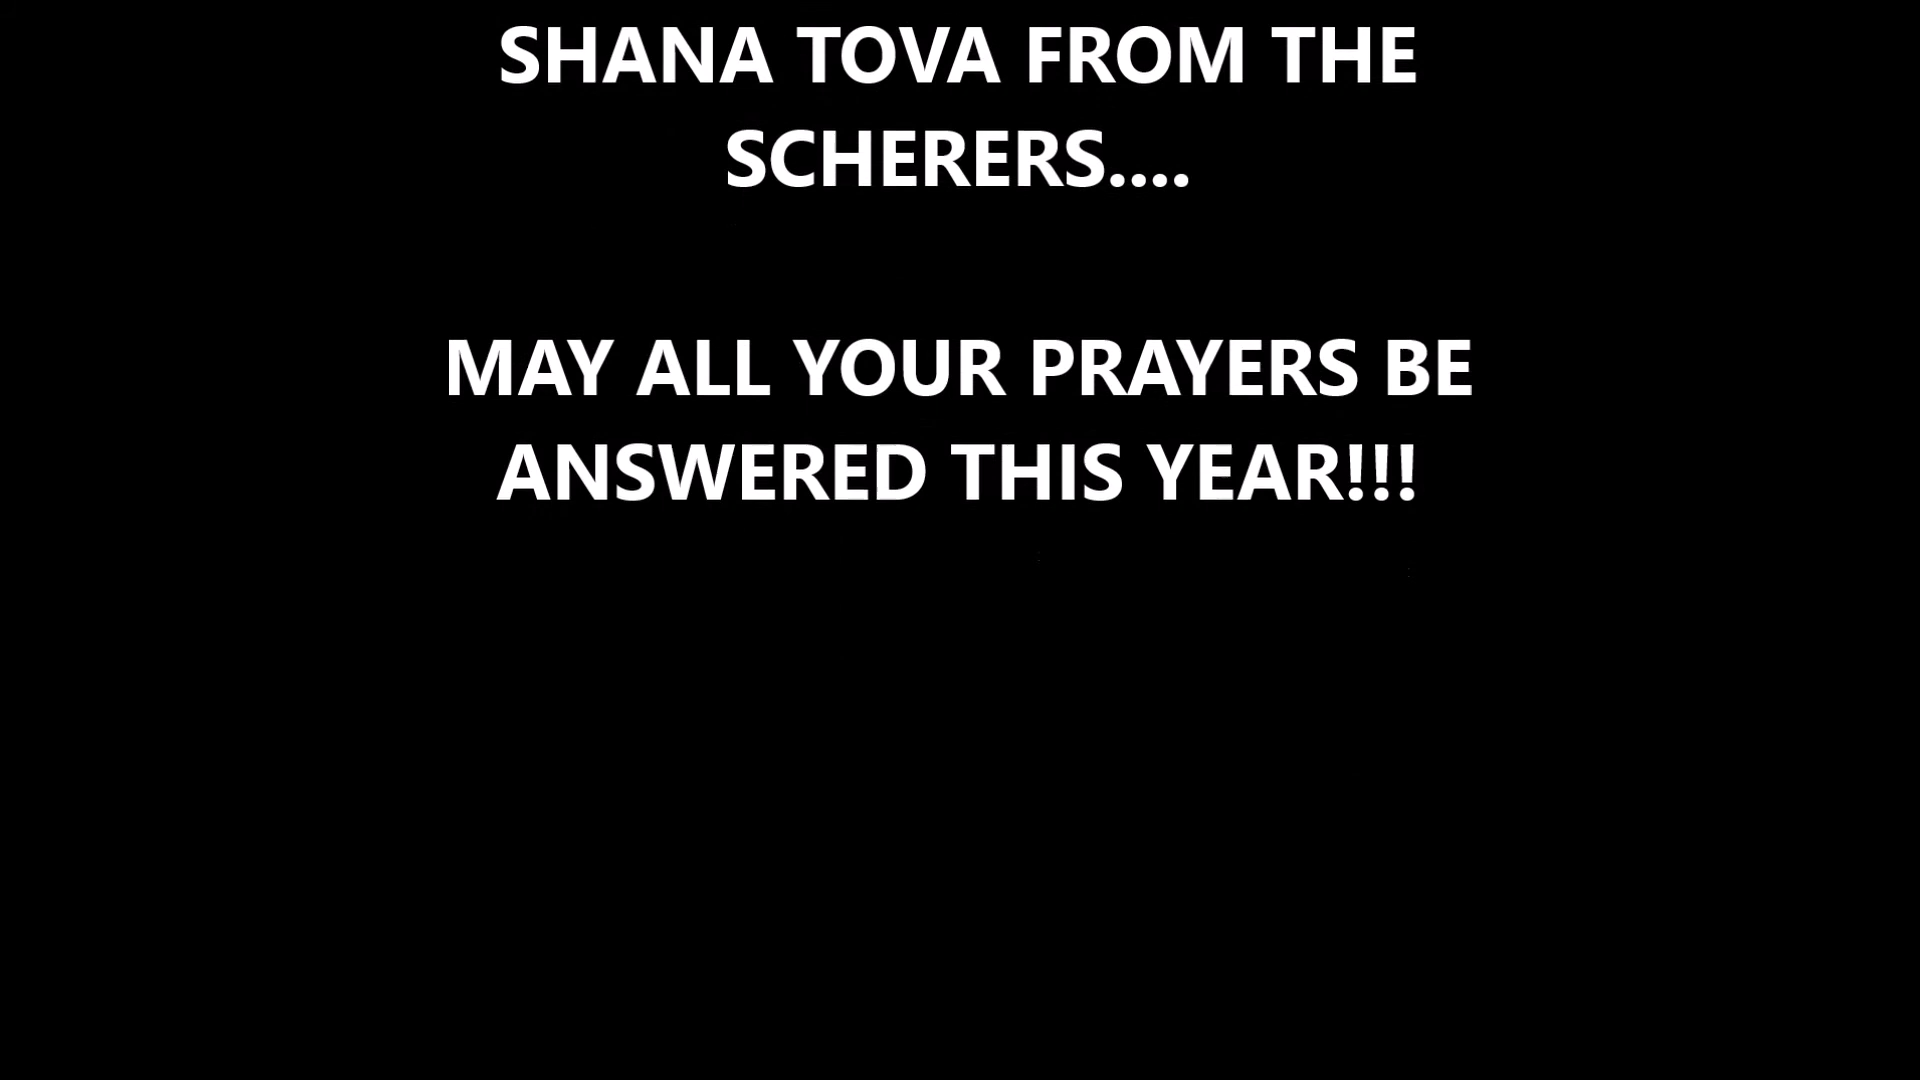 SHANA TOVA FROM THE
SCHERERS....
MAY ALL YOUR PRAYERS BE
ANSWERED THIS YEAR!!!